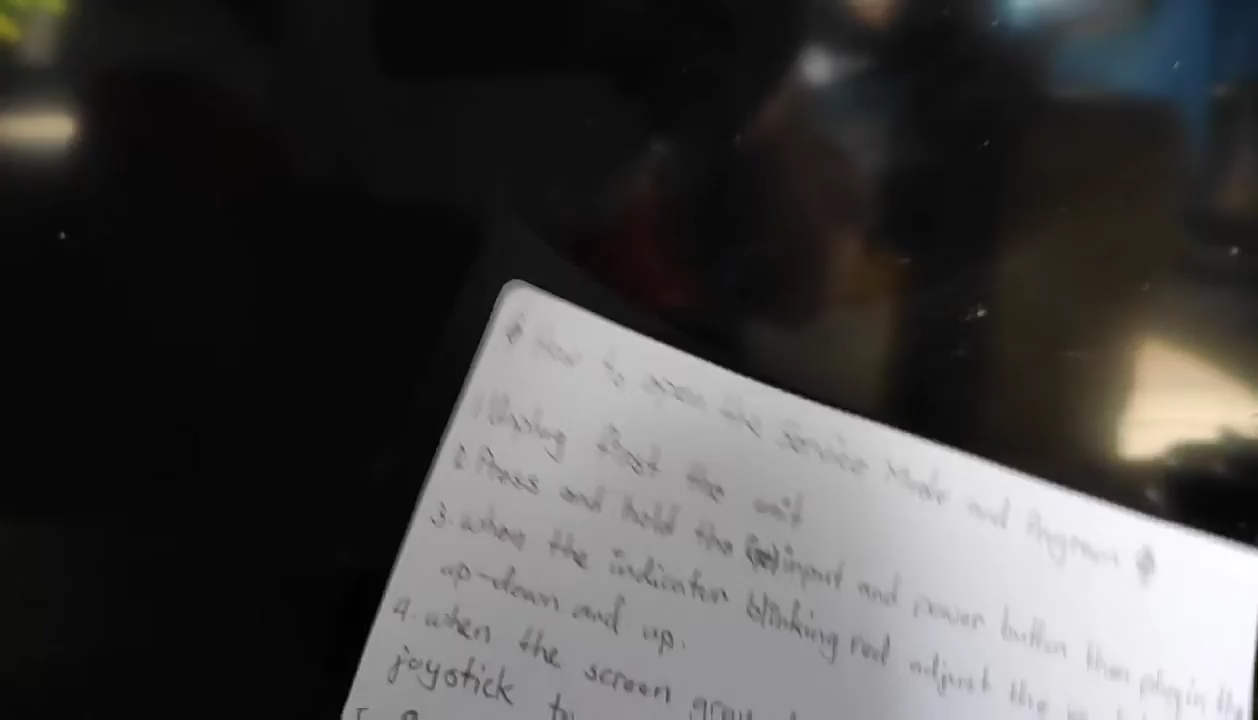 How to open the Service Mode and Program
1. Unplug first the unit
2. Press and hold the input and power button then plug in the
3. when the indicator blinking red adjust the
up-down and up.
4. when the screen
joystick to